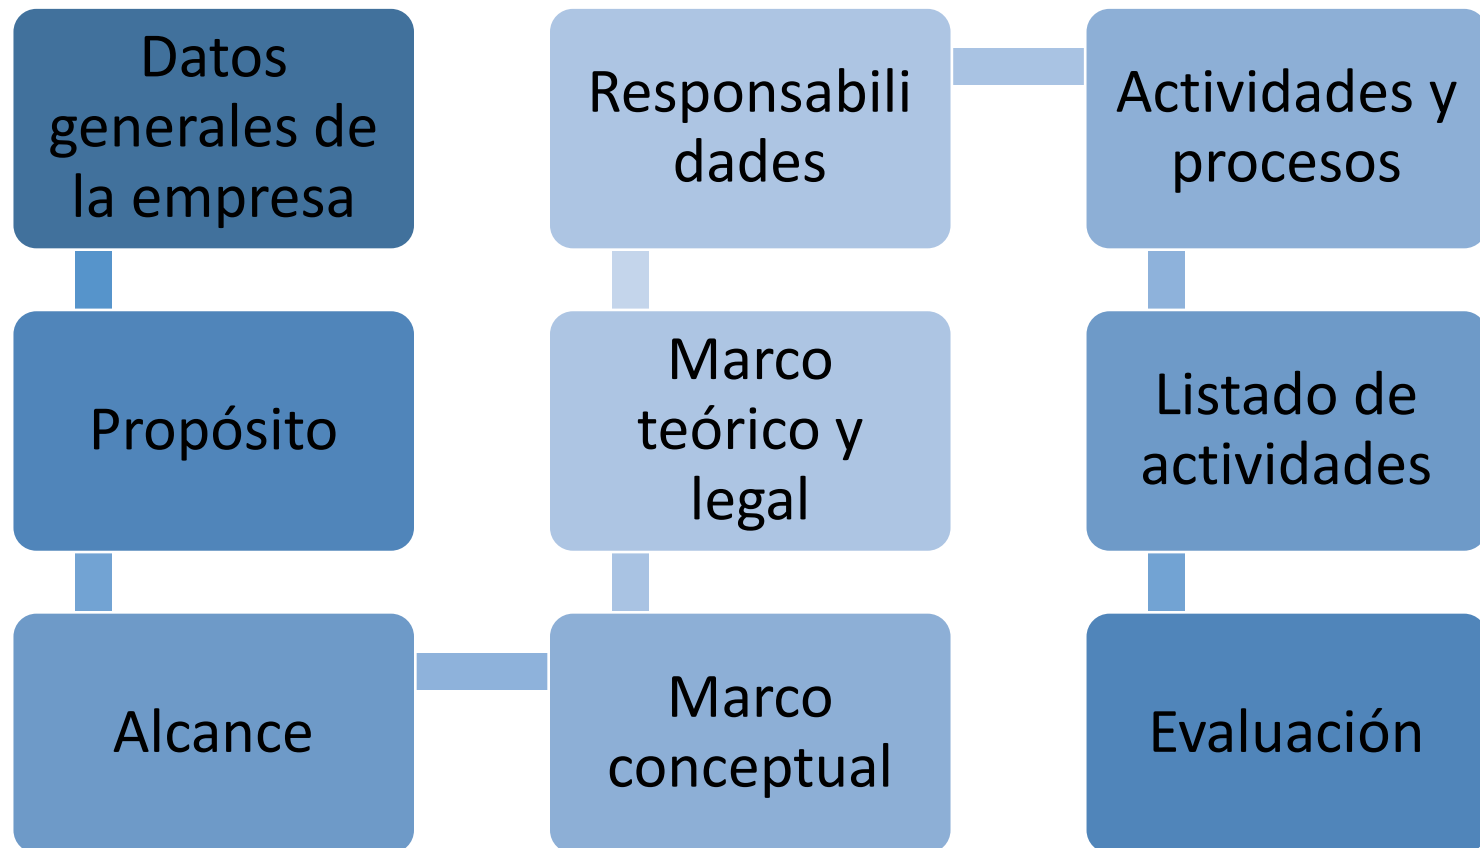 Datos
generales de
la empresa
Propósito
Alcance
Marco
conceptual
Marco
teórico y
legal
Responsabili
dades
Actividades y
procesos
Listado de
actividades
Evaluación